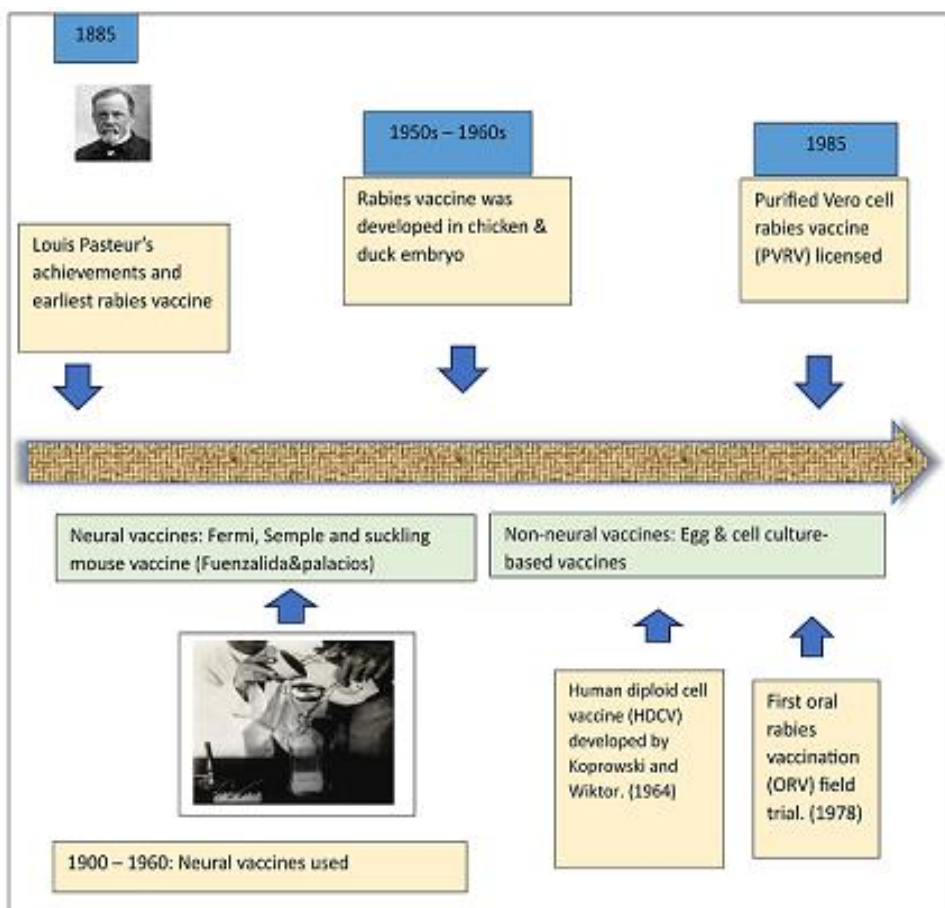 1885
Louis Pasteur's
achievements and
earliest rabies vaccine
1950s – 1960s
Rabies vaccine was
developed in chicken &
duck embryo
1985
Purified Vero cell
rabies vaccine
(PVRV) licensed
Neural vaccines: Fermi, Semple and suckling
mouse vaccine (Fuenzalida&palacios)
Non-neural vaccines: Egg & cell culture-
based vaccines
Human diploid cell
vaccine (HDCV)
developed by
Koprowski and
Wiktor. (1964)
First oral
rabies
vaccination
(ORV) field
trial. (1978)
1900 – 1960: Neural vaccines used